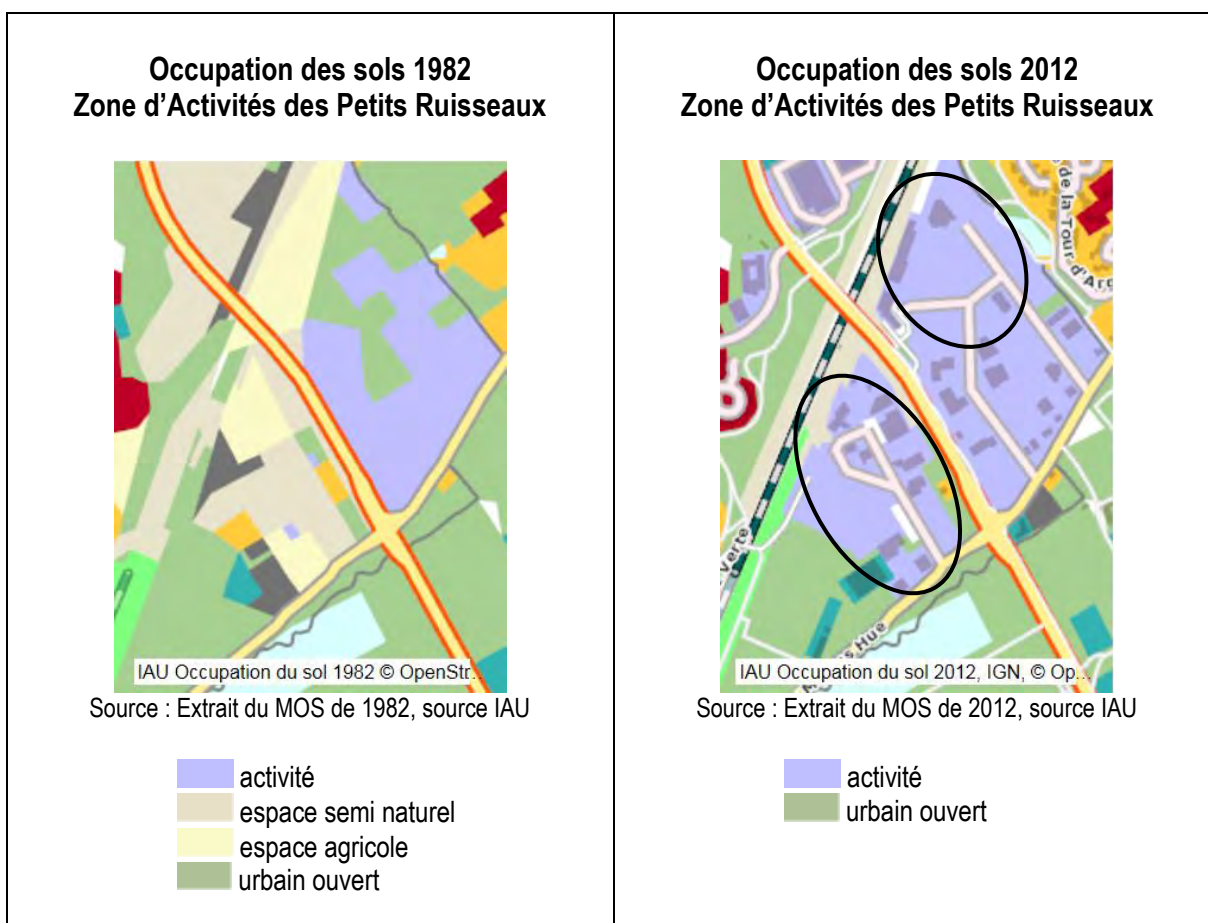 Occupation des sols 1982
Zone d'Activités des Petits Ruisseaux
IAU Occupation du sol 1982 © OpenStr...
Source : Extrait du MOS de 1982, source IAU
activité
espace semi naturel
espace agricole
urbain ouvert
Occupation des sols 2012
Zone d'Activités des Petits Ruisseaux
de la Tour d'Arg
Verte
Hue
IAU Occupation du sol 2012, IGN, © Op...
Source : Extrait du MOS de 2012, source IAU
activité
urbain ouvert